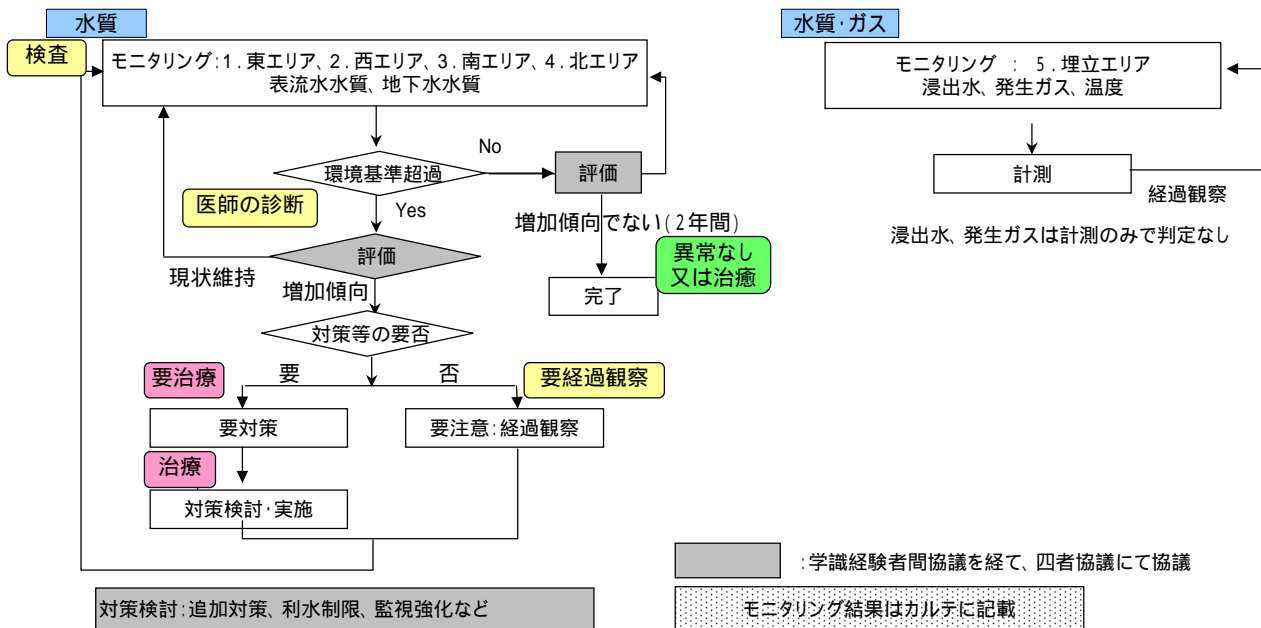 水質
検査
モニタリング:1.東エリア、2.西エリア、3.南エリア、4.北エリア
表流水水質、地下水水質
環境基準超過
No
評価
医師の診断
Yes
増加傾向でない(2年間)
評価
異常なし
又は治癒
現状維持
増加傾向
完了
対策等の要否
要治療
要
否
要経過観察
要対策
要注意:経過観察
治療
対策検討・実施
対策検討:追加対策、利水制限、監視強化など
水質・ガス
モニタリング : 5.埋立エリア
浸出水、発生ガス、温度
計測
経過観察
浸出水、発生ガスは計測のみで判定なし
:学識経験者間協議を経て、四者協議にて協議
モニタリング結果はカルテに記載